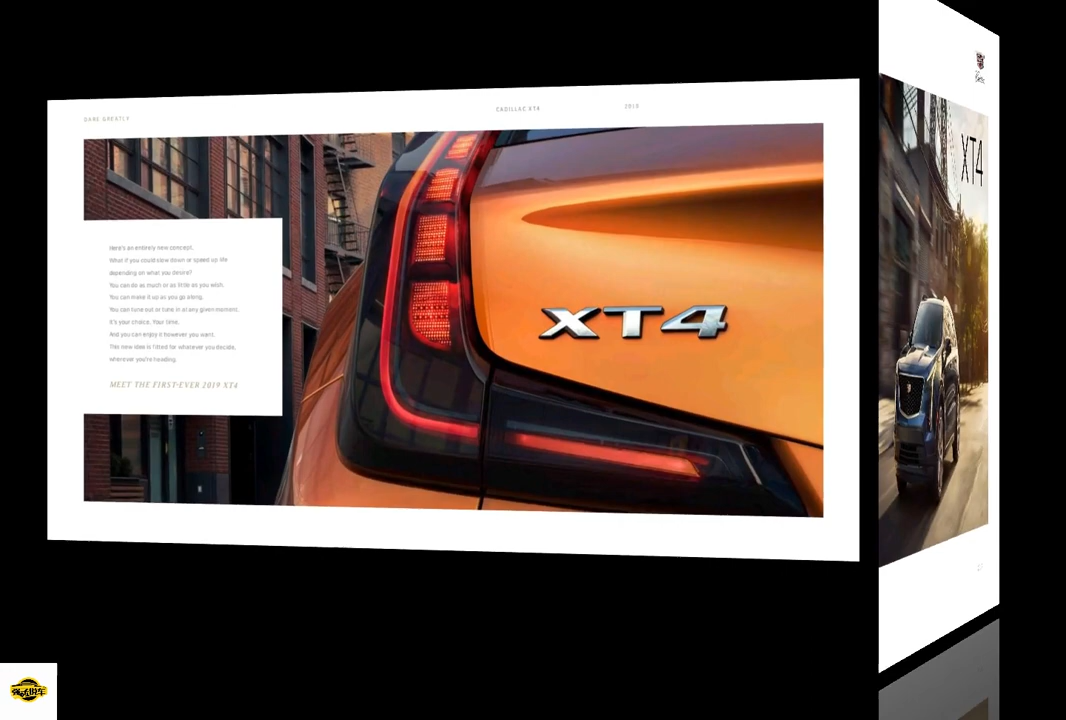 DARE GREATLY
CADILLAC XT4
2019
Here's an entirely new concept.
What if you could slow down or speed up life
depending on what you desire?
You can do as much or as little as you wish.
You can make it up as you go along.
You can tune out or tune in at any given moment.
It's your choice. Your time.
And you can enjoy it however you want.
This new idea is fitted for whatever you decide,
wherever you're heading.
MEET THE FIRST-EVER 2019 XT4
XT4
XT4